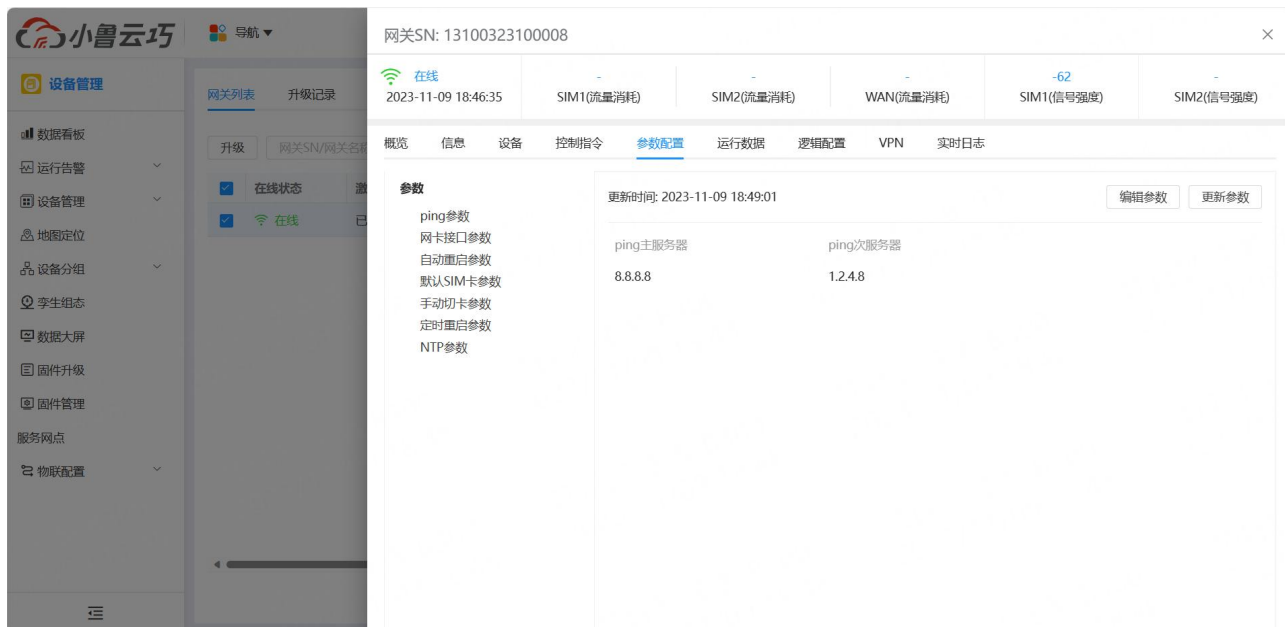 小鲁云巧
导航
网关SN: 13100323100008
设备管理
网关列表 升级记录
在线
2023-11-09 18:46:35
-
SIM1(流量消耗)
-
SIM2(流量消耗)
-
WAN(流量消耗)
-62
SIM1(信号强度)
-
SIM2(信号强度)
数据看板
运行告警
设备管理
地图定位
设备分组
孪生组态
数据大屏
固件升级
固件管理
服务网点
物联配置
升级 网关SN/网关名称
在线状态 激
在线 已
概览 信息 设备 控制指令 参数配置 运行数据 逻辑配置 VPN 实时日志
参数
ping参数
网卡接口参数
自动重启参数
默认SIM卡参数
手动切卡参数
定时重启参数
NTP参数
更新时间: 2023-11-09 18:49:01 编辑参数 更新参数
ping主服务器 ping次服务器
8.8.8.8 1.2.4.8